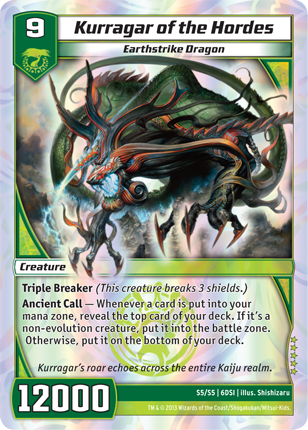 9
Kurragar of the Hordes
Earthstrike Dragon
Creature
Triple Breaker (This creature breaks 3 shields.)
Ancient Call — Whenever a card is put into your
mana zone, reveal the top card of your deck. If it's a
non-evolution creature, put it into the battle zone.
Otherwise, put it on the bottom of your deck.
Kurragar's roar echoes across the entire Kaiju realm.
12000
S5/S5 | 6DSI | illus. Shishizaru
TM & © 2013 Wizards of the Coast/Shogakukan/Mitsui-Kids.